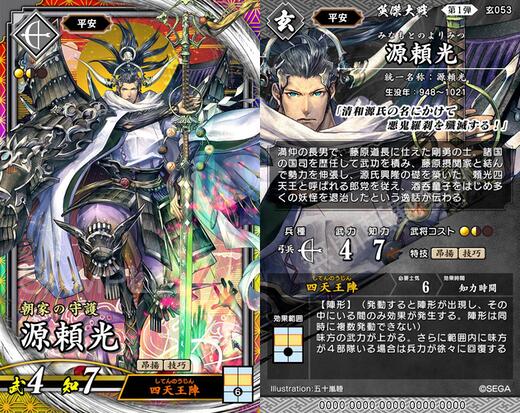 平安
朝家の守護
源頼光
昂揚 技巧
武4 知7
してんのうじん
四天王陣
6
玄
平安
英傑大戦 第1弾 玄053
みなもとのよりみつ
源頼光
統一名称：源頼光
生没年：948～1021
「清和源氏の名にかけて
悪鬼羅刹を殲滅する！」
満仲の長男で、藤原道長に仕えた剛勇の士。諸国
の国司を歴任して武功を積み、藤原摂関家と結ん
で勢力を伸張し、源氏興隆の礎を築いた。頼光四
天王と呼ばれる郎党を従え、酒呑童子をはじめ多
くの妖怪を退治したという逸話が伝わる。
兵種 武力 知力 武将コスト
弓兵 4 7 特技 昂揚 技巧
してんのうじん
四天王陣
必要士気 効果時間
6 知力時間
効果範囲
【陣形】（発動すると陣形が出現し、その
中にいる間のみ効果が発生する。陣形は同
時に複数発動できない）
味方の武力が上がる。さらに範囲内に味方
が４部隊いる場合は兵力が徐々に回復する
Illustration:五十嵐睦 ©SEGA
0000-0000-0000-0000-0000